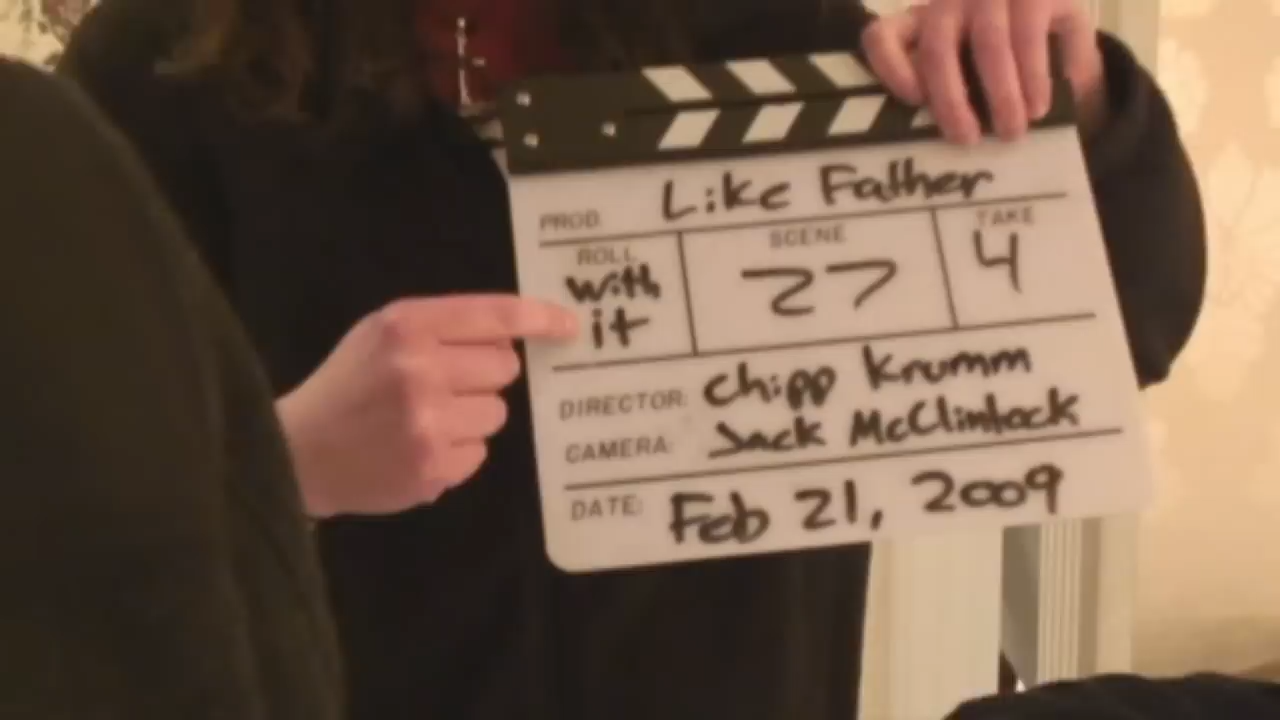 PROD. Like Father
ROLL SCENE TAKE
with it 27 4
DIRECTOR: Chipp Krumm
CAMERA: Jack McClintock
DATE: Feb 21, 2009